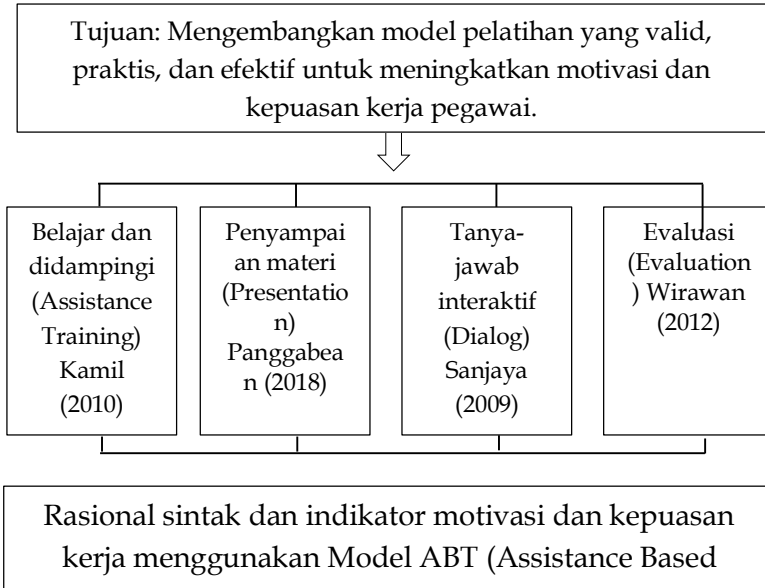 Tujuan: Mengembangkan model pelatihan yang valid,
praktis, dan efektif untuk meningkatkan motivasi dan
kepuasan kerja pegawai.
Belajar dan
didampingi
(Assistance
Training)
Kamil
(2010)
Penyampai
an materi
(Presentatio
n)
Panggabea
n (2018)
Tanya-
jawab
interaktif
(Dialog)
Sanjaya
(2009)
Evaluasi
(Evaluation
) Wirawan
(2012)
Rasional sintak dan indikator motivasi dan kepuasan
kerja menggunakan Model ABT (Assistance Based